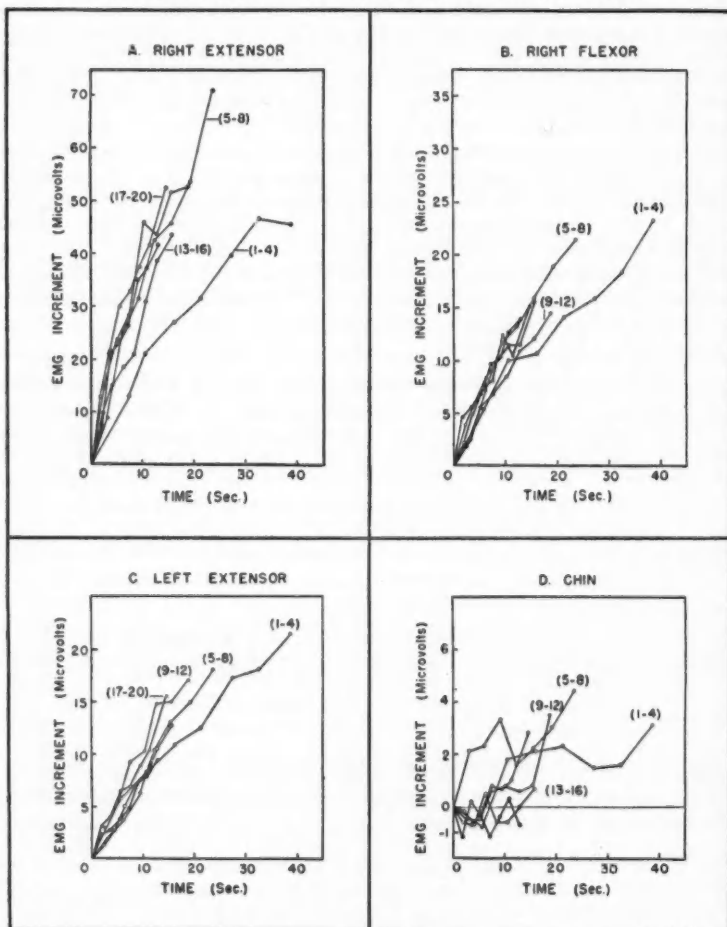 A. RIGHT EXTENSOR
EMG INCREMENT (Microvolts)
70
60
50
40
30
20
10
0 10 20 30 40
TIME (Sec.)
(5-8)
(17-20)
(13-16)
(1-4)
B. RIGHT FLEXOR
EMG INCREMENT (Microvolts)
35
30
25
20
15
10
5
0 10 20 30 40
TIME (Sec.)
(1-4)
(5-8)
(9-12)
C LEFT EXTENSOR
EMG INCREMENT (Microvolts)
20
15
10
5
0 10 20 30 40
TIME (Sec.)
(1-4)
(5-8)
(9-12)
(17-20)
D. CHIN
EMG INCREMENT (Microvolts)
6
4
2
0
-1
0 10 20 30 40
TIME (Sec.)
(5-8)
(9-12)
(1-4)
(13-16)